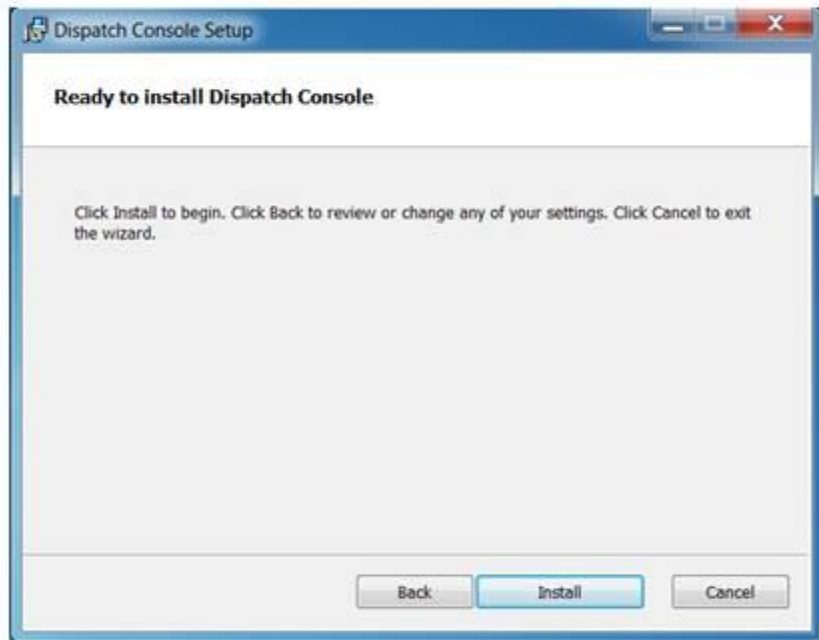 Dispatch Console Setup
Ready to install Dispatch Console
Click Install to begin. Click Back to review or change any of your settings. Click Cancel to exit
the wizard.
Back Install Cancel